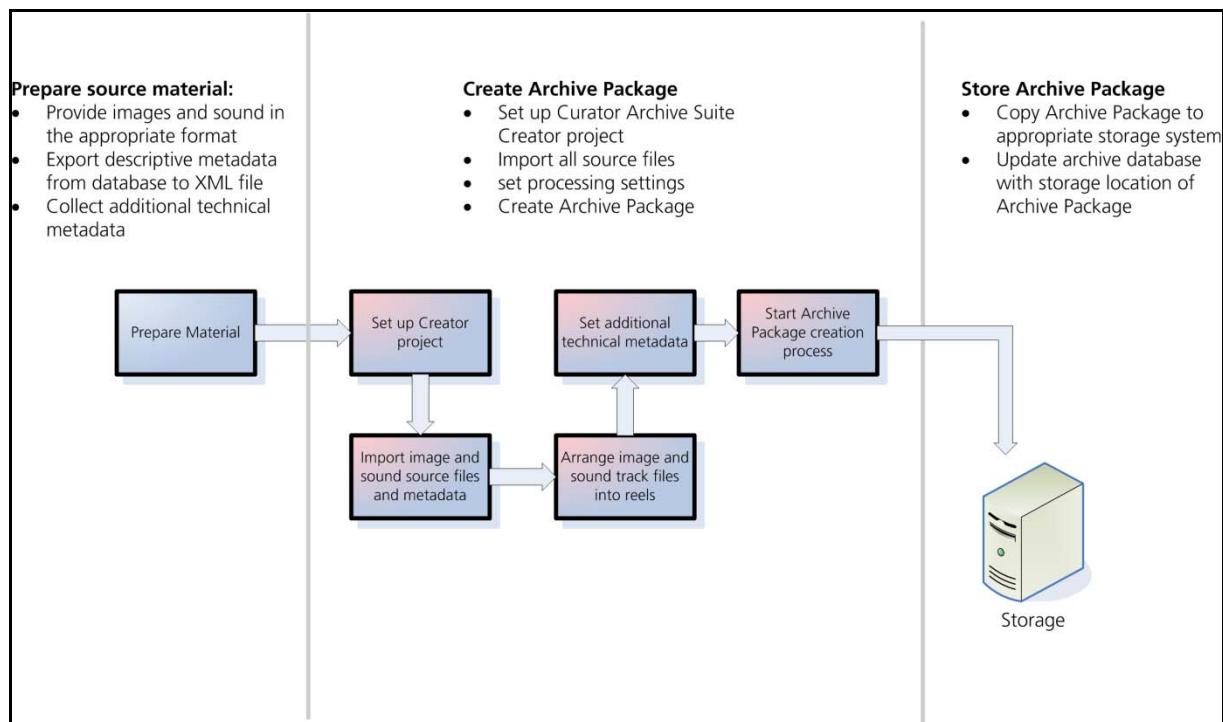 Prepare source material:
• Provide images and sound in
the appropriate format
• Export descriptive metadata
from database to XML file
• Collect additional technical
metadata
Create Archive Package
• Set up Curator Archive Suite
Creator project
• Import all source files
• set processing settings
• Create Archive Package
Store Archive Package
• Copy Archive Package to
appropriate storage system
• Update archive database
with storage location of
Archive Package
Prepare Material
Set up Creator
project
Import image and
sound source files
and metadata
Arrange image and
sound track files
into reels
Set additional
technical metadata
Start Archive
Package creation
process
Storage